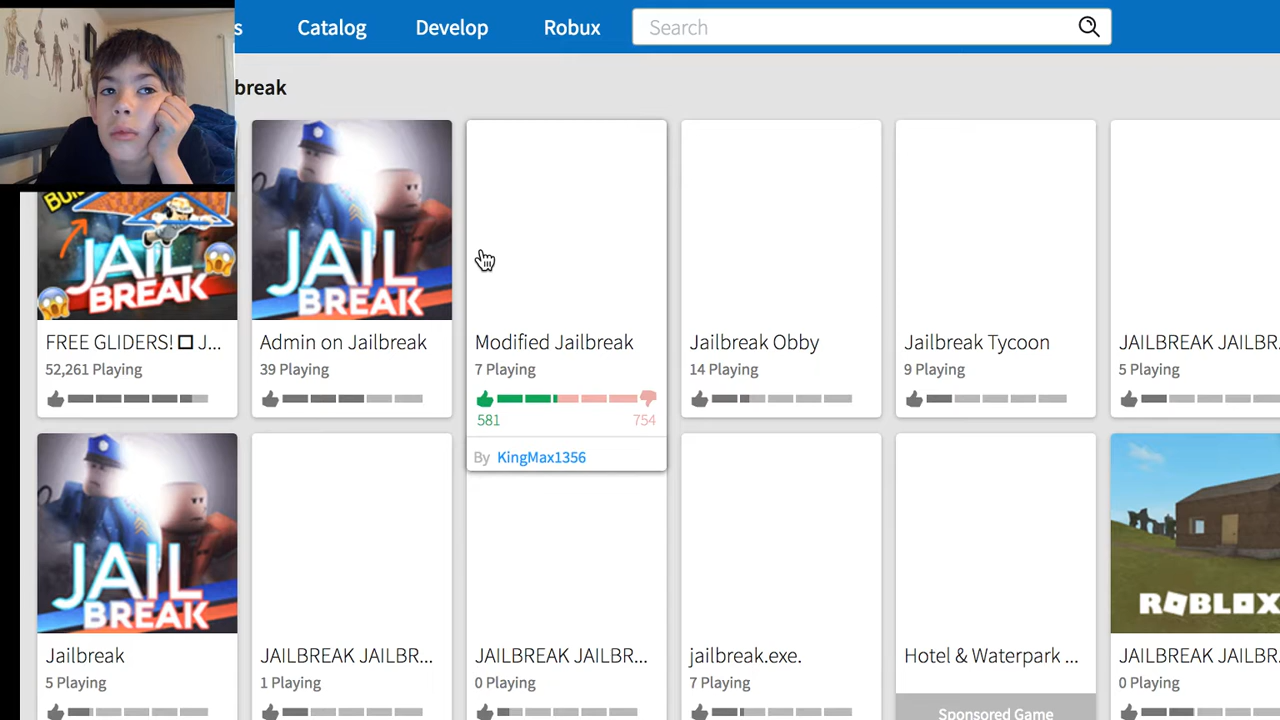 s Catalog Develop Robux Search
break
BUI
JAIL
BREAK
JAIL
BREAK
FREE GLIDERS! J...
52,261 Playing
Admin on Jailbreak
39 Playing
Modified Jailbreak
7 Playing
581 754
By KingMax1356
Jailbreak Obby
14 Playing
Jailbreak Tycoon
9 Playing
JAILBREAK JAILBR
5 Playing
JAIL
BREAK
ROBLOX
Jailbreak
5 Playing
JAILBREAK JAILBR...
1 Playing
JAILBREAK JAILBR...
0 Playing
jailbreak.exe.
7 Playing
Hotel & Waterpark ...
Sponsored Game
JAILBREAK JAILBR
0 Playing